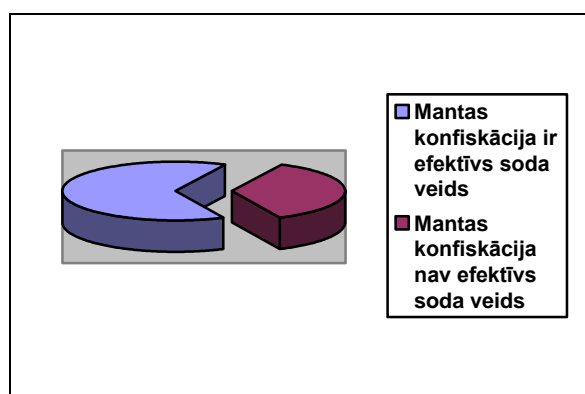 Mantas
konfiskācija ir
efektīvs soda
veids
Mantas
konfiskācija
nav efektīvs
soda veids